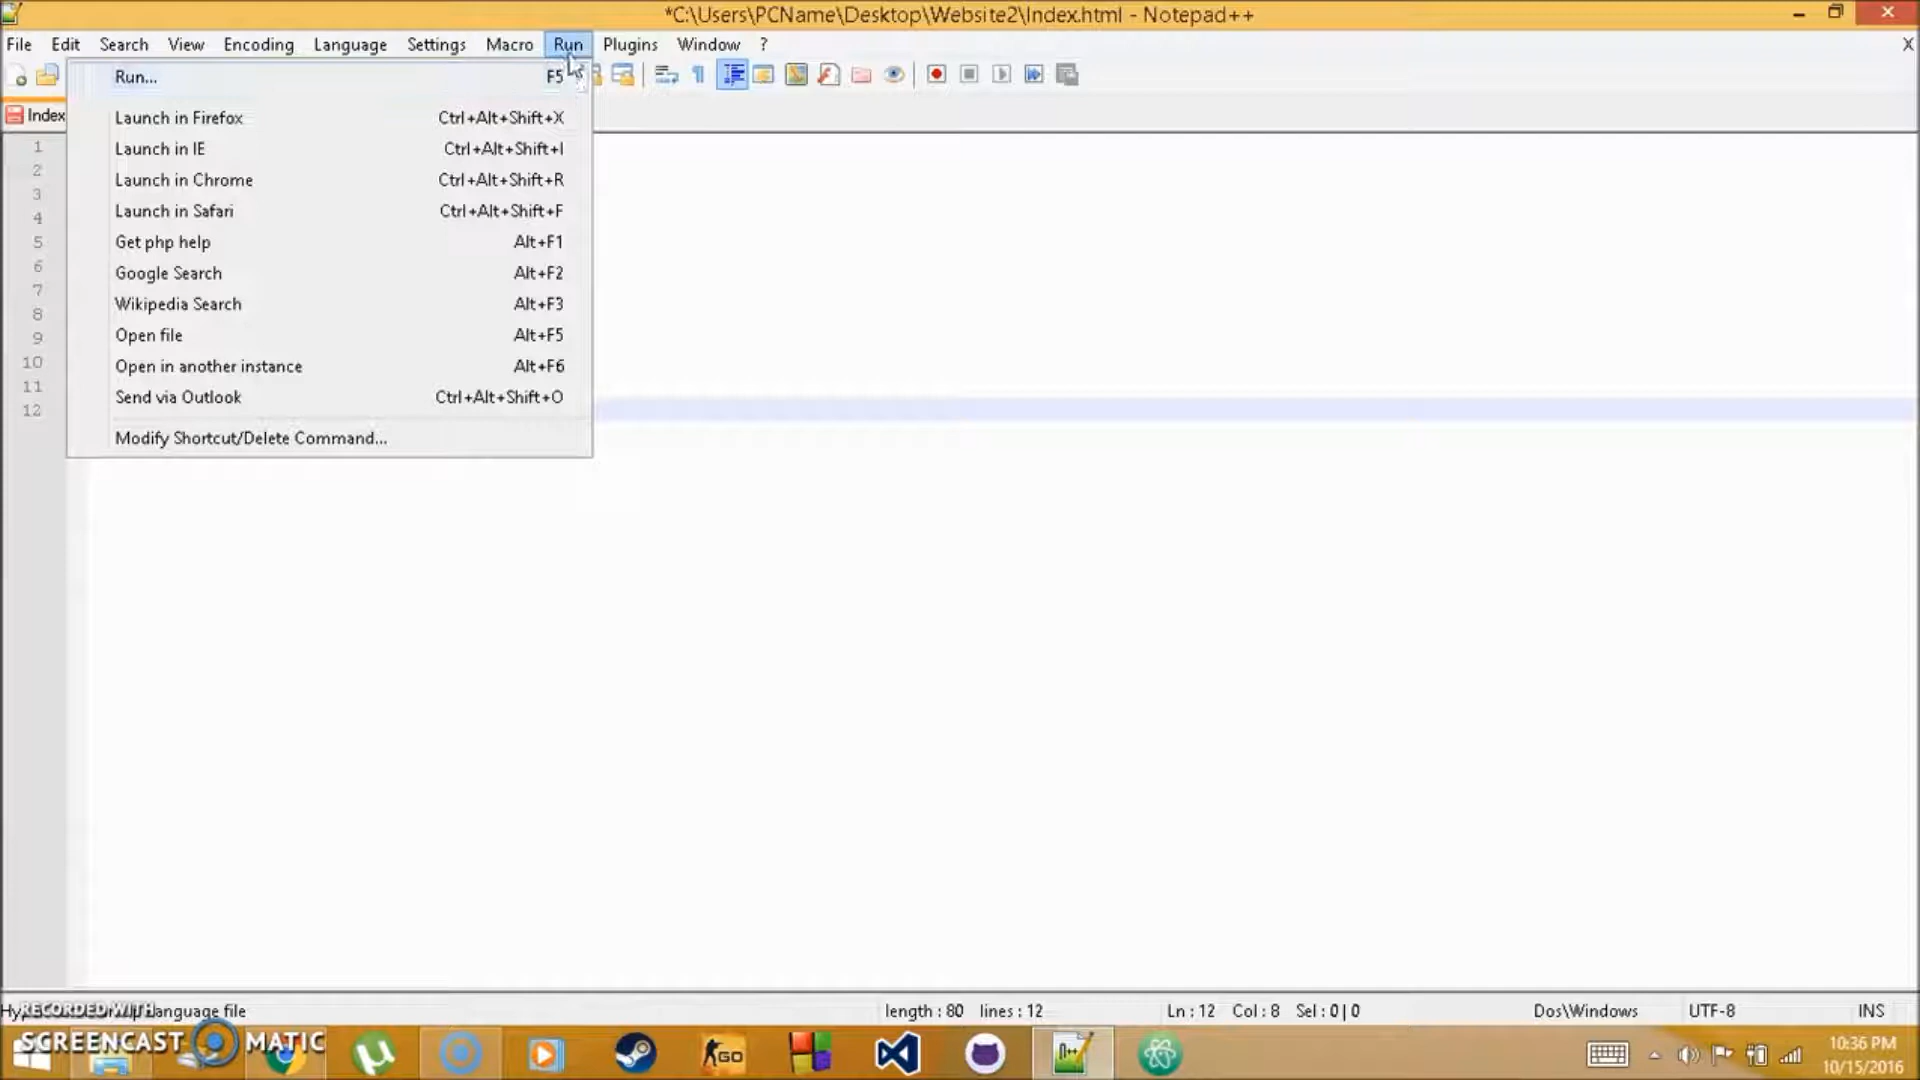 *C:\Users\PCName\Desktop\Website2\Index.html - Notepad++
File Edit Search View Encoding Language Settings Macro Run Plugins Window ? X
Run... F5
Index
Launch in Firefox Ctrl+Alt+Shift+X
Launch in IE Ctrl+Alt+Shift+I
Launch in Chrome Ctrl+Alt+Shift+R
Launch in Safari Ctrl+Alt+Shift+F
Get php help Alt+F1
Google Search Alt+F2
Wikipedia Search Alt+F3
Open file Alt+F5
Open in another instance Alt+F6
Send via Outlook Ctrl+Alt+Shift+O
Modify Shortcut/Delete Command...
1
2
3
4
5
6
7
8
9
10
11
12
language file length : 80 lines : 12 Ln : 12 Col : 8 Sel : 0 | 0 Dos\Windows UTF-8 INS
RECORDED WITH
SCREENCAST MATIC
GO
10:36 PM
10/15/2016